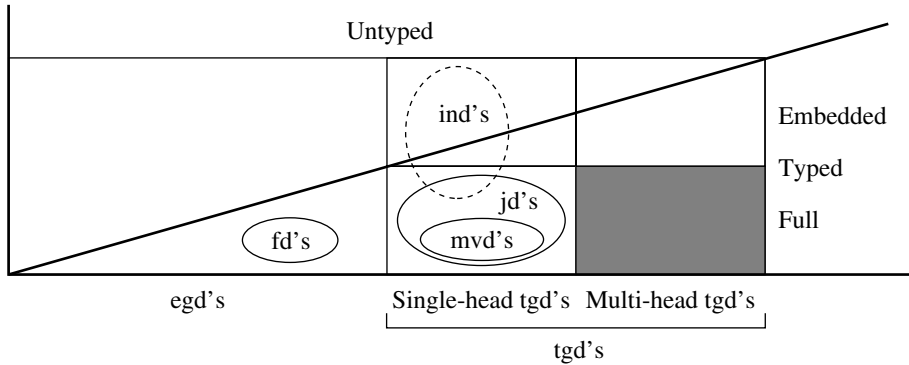 Untyped
ind's
Embedded
Typed
jd's
Full
fd's
mvd's
egd's
Single-head tgd's
Multi-head tgd's
tgd's